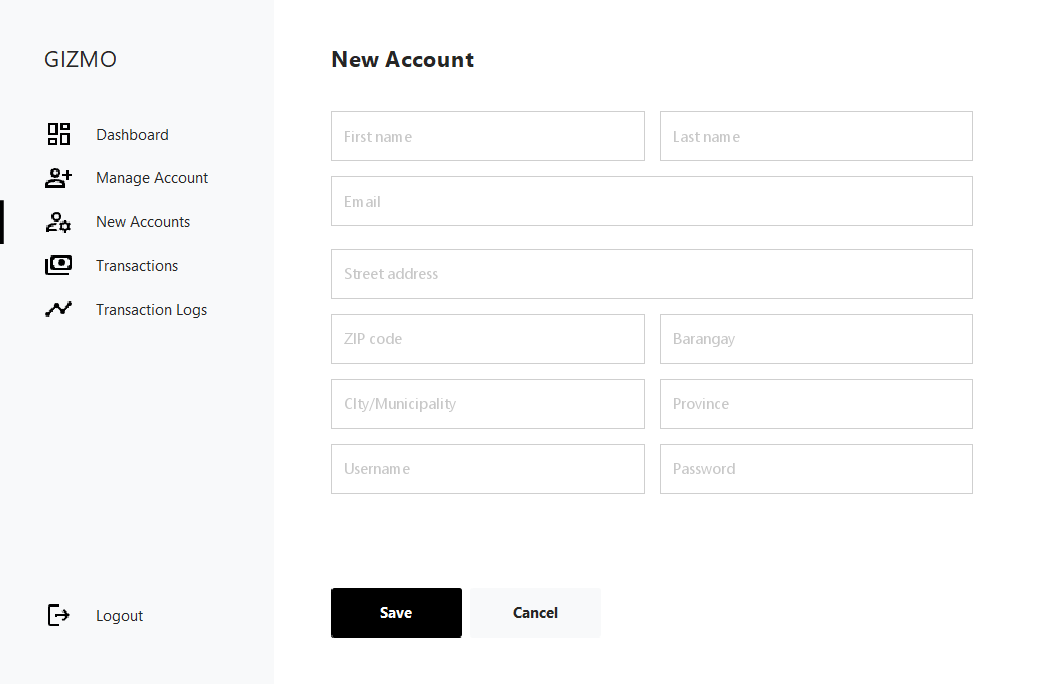 GIZMO
Dashboard
Manage Account
New Accounts
Transactions
Transaction Logs
Logout
New Account
First name
Last name
Email
Street address
ZIP code
Barangay
CIty/Municipality
Province
Username
Password
Save
Cancel